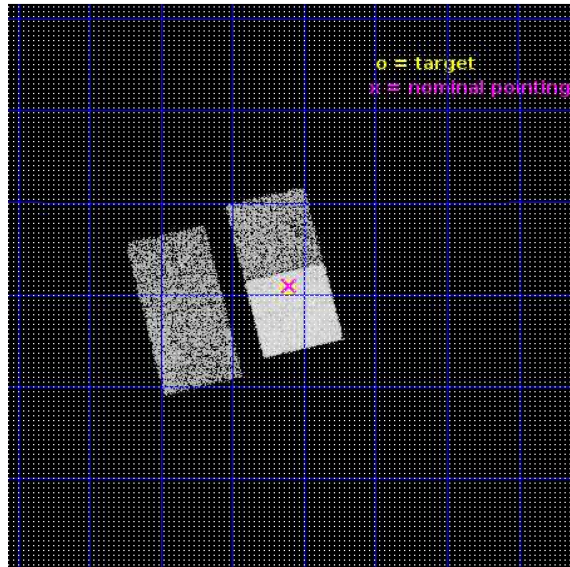 o = target
x = nominal pointing